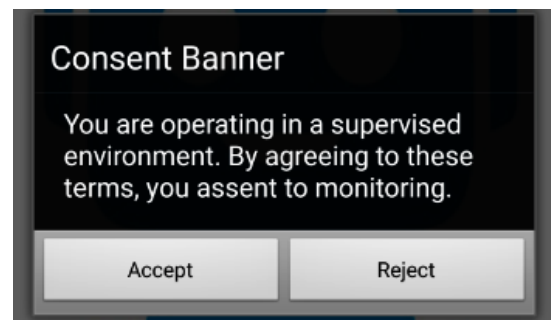 Consent Banner
You are operating in a supervised
environment. By agreeing to these
terms, you assent to monitoring.
Accept
Reject